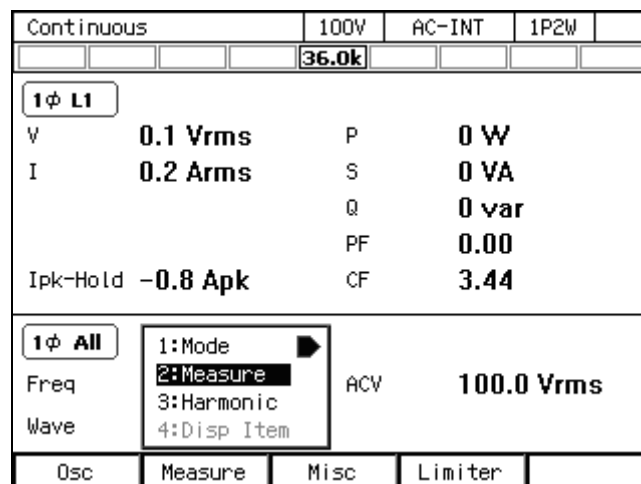 Continuous 100V AC-INT 1P2W
36.0k
1Φ L1
V 0.1 Vrms P 0 W
I 0.2 Arms S 0 VA
Q 0 var
PF 0.00
Ipk-Hold -0.8 Apk CF 3.44
1Φ All
1:Mode
2:Measure
3:Harmonic
4:Disp Item
Freq ACV 100.0 Vrms
Wave
Osc Measure Misc Limiter